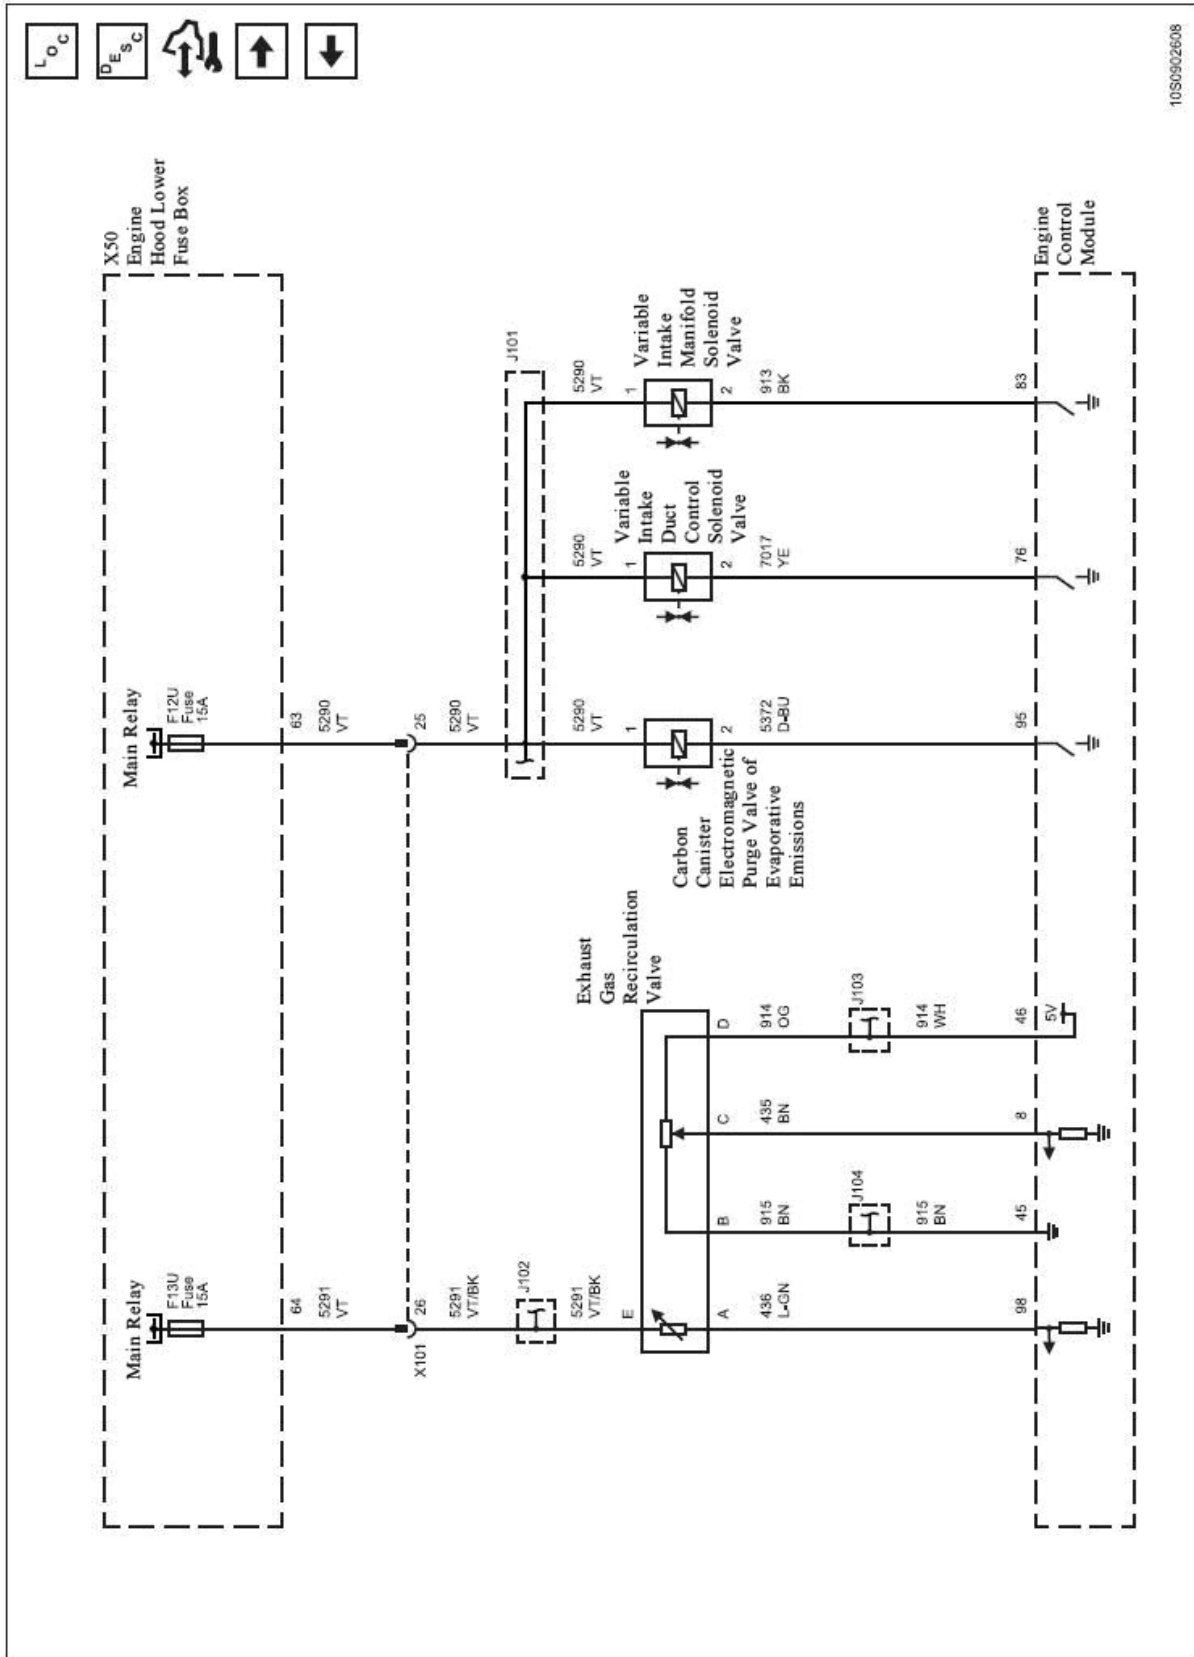 LOC
DESC
10S0902608
X50
Engine
Hood Lower
Fuse Box
Main Relay
F13U
Fuse
15A
Main Relay
F12U
Fuse
15A
64
5291
VT
63
5290
VT
X101
26
25
5291
VT/BK
5290
VT
J102
J101
5291
VT/BK
5290
VT
5290
VT
5290
VT
E
1
1
1
Exhaust
Gas
Recirculation
Valve
Carbon
Canister
Electromagnetic
Purge Valve of
Evaporative
Emissions
Variable
Intake
Duct
Control
Solenoid
Valve
Variable
Intake
Manifold
Solenoid
Valve
A
B
C
D
2
2
2
436
L-GN
915
BN
435
BN
914
OG
5372
D-BU
7017
YE
913
BK
J104
J103
915
BN
914
WH
98
45
8
46
95
76
83
5V
Engine
Control
Module